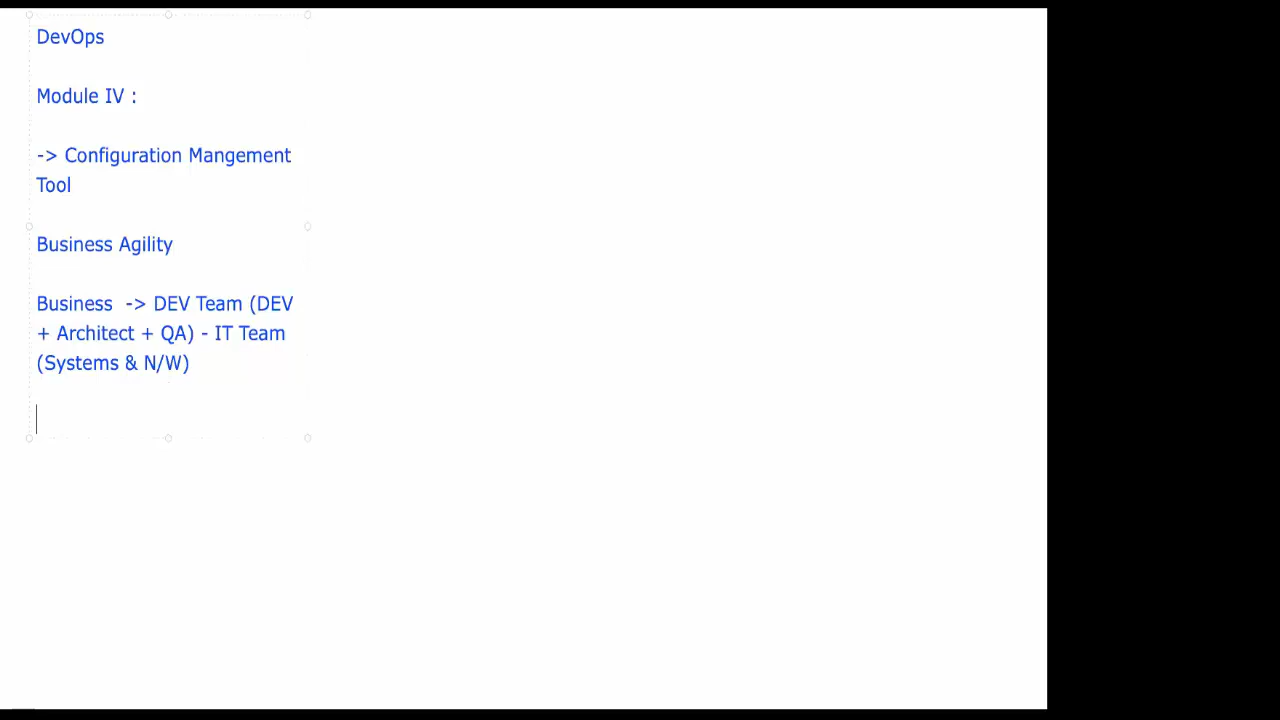 DevOps
Module IV :
-> Configuration Mangement
Tool
Business Agility
Business  -> DEV Team (DEV
+ Architect + QA) - IT Team
(Systems & N/W)